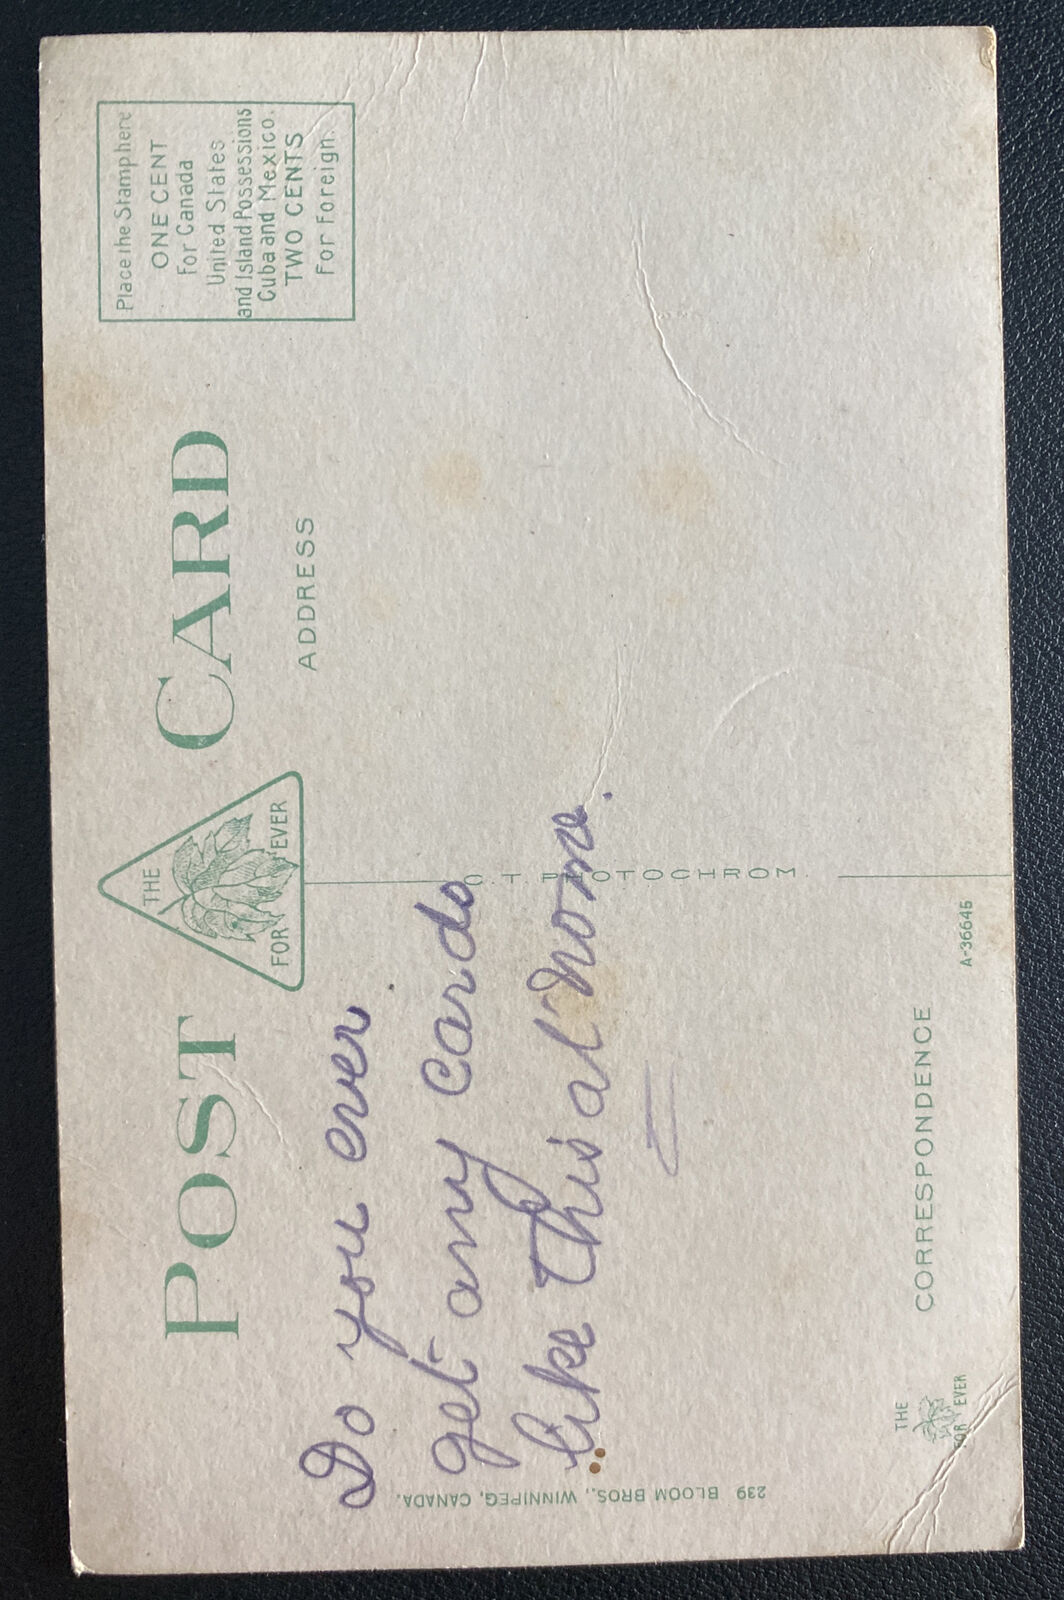 POST CARD
THE
FOR EVER
Place the Stamp here
ONE CENT
For Canada
United States
and Island Possessions
Cuba and Mexico.
TWO CENTS
For Foreign.
ADDRESS
Do you ever
get any cards
like this at home.
C.T. PHOTOCHROM.
239 BLOOM BROS., WINNIPEG, CANADA.
THE
FOR EVER
CORRESPONDENCE
A-36645